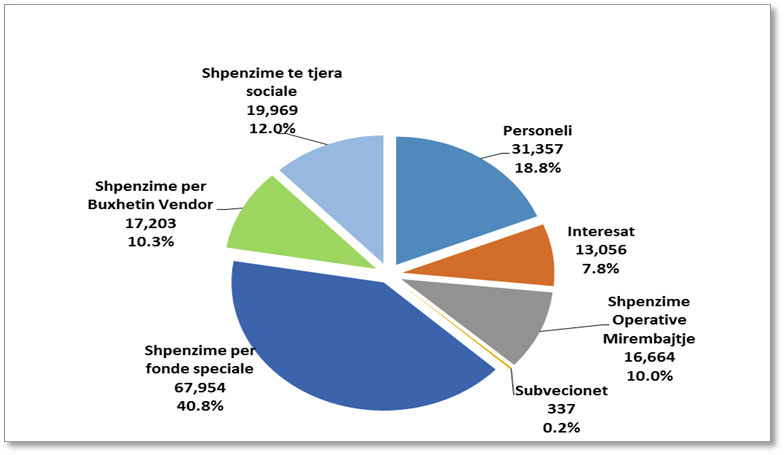 Shpenzime te tjera
sociale
19,969
12.0%
Personeli
31,357
18.8%
Shpenzime per
Buxhetin Vendor
17,203
10.3%
Interesat
13,056
7.8%
Shpenzime
Operative
Mirembajtje
16,664
10.0%
Shpenzime per
fonde speciale
67,954
40.8%
Subvecionet
337
0.2%